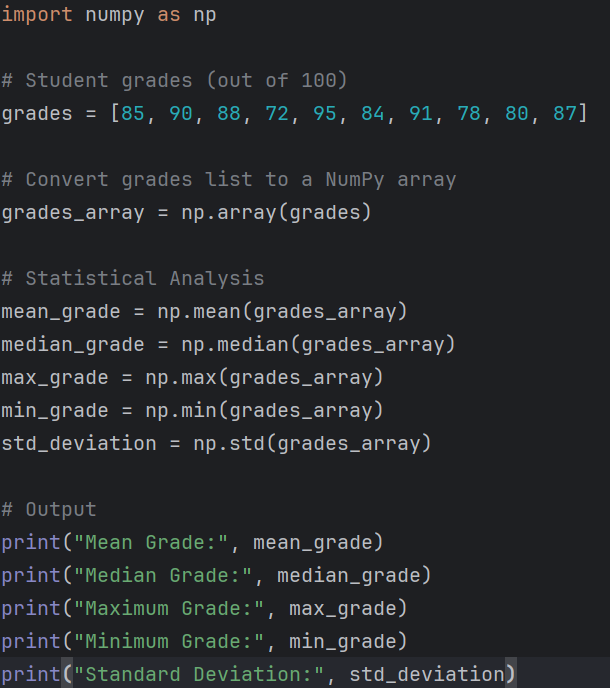 import numpy as np
# Student grades (out of 100)
grades = [85, 90, 88, 72, 95, 84, 91, 78, 80, 87]
# Convert grades list to a NumPy array
grades_array = np.array(grades)
# Statistical Analysis
mean_grade = np.mean(grades_array)
median_grade = np.median(grades_array)
max_grade = np.max(grades_array)
min_grade = np.min(grades_array)
std_deviation = np.std(grades_array)
# Output
print("Mean Grade:", mean_grade)
print("Median Grade:", median_grade)
print("Maximum Grade:", max_grade)
print("Minimum Grade:", min_grade)
print("Standard Deviation:", std_deviation)